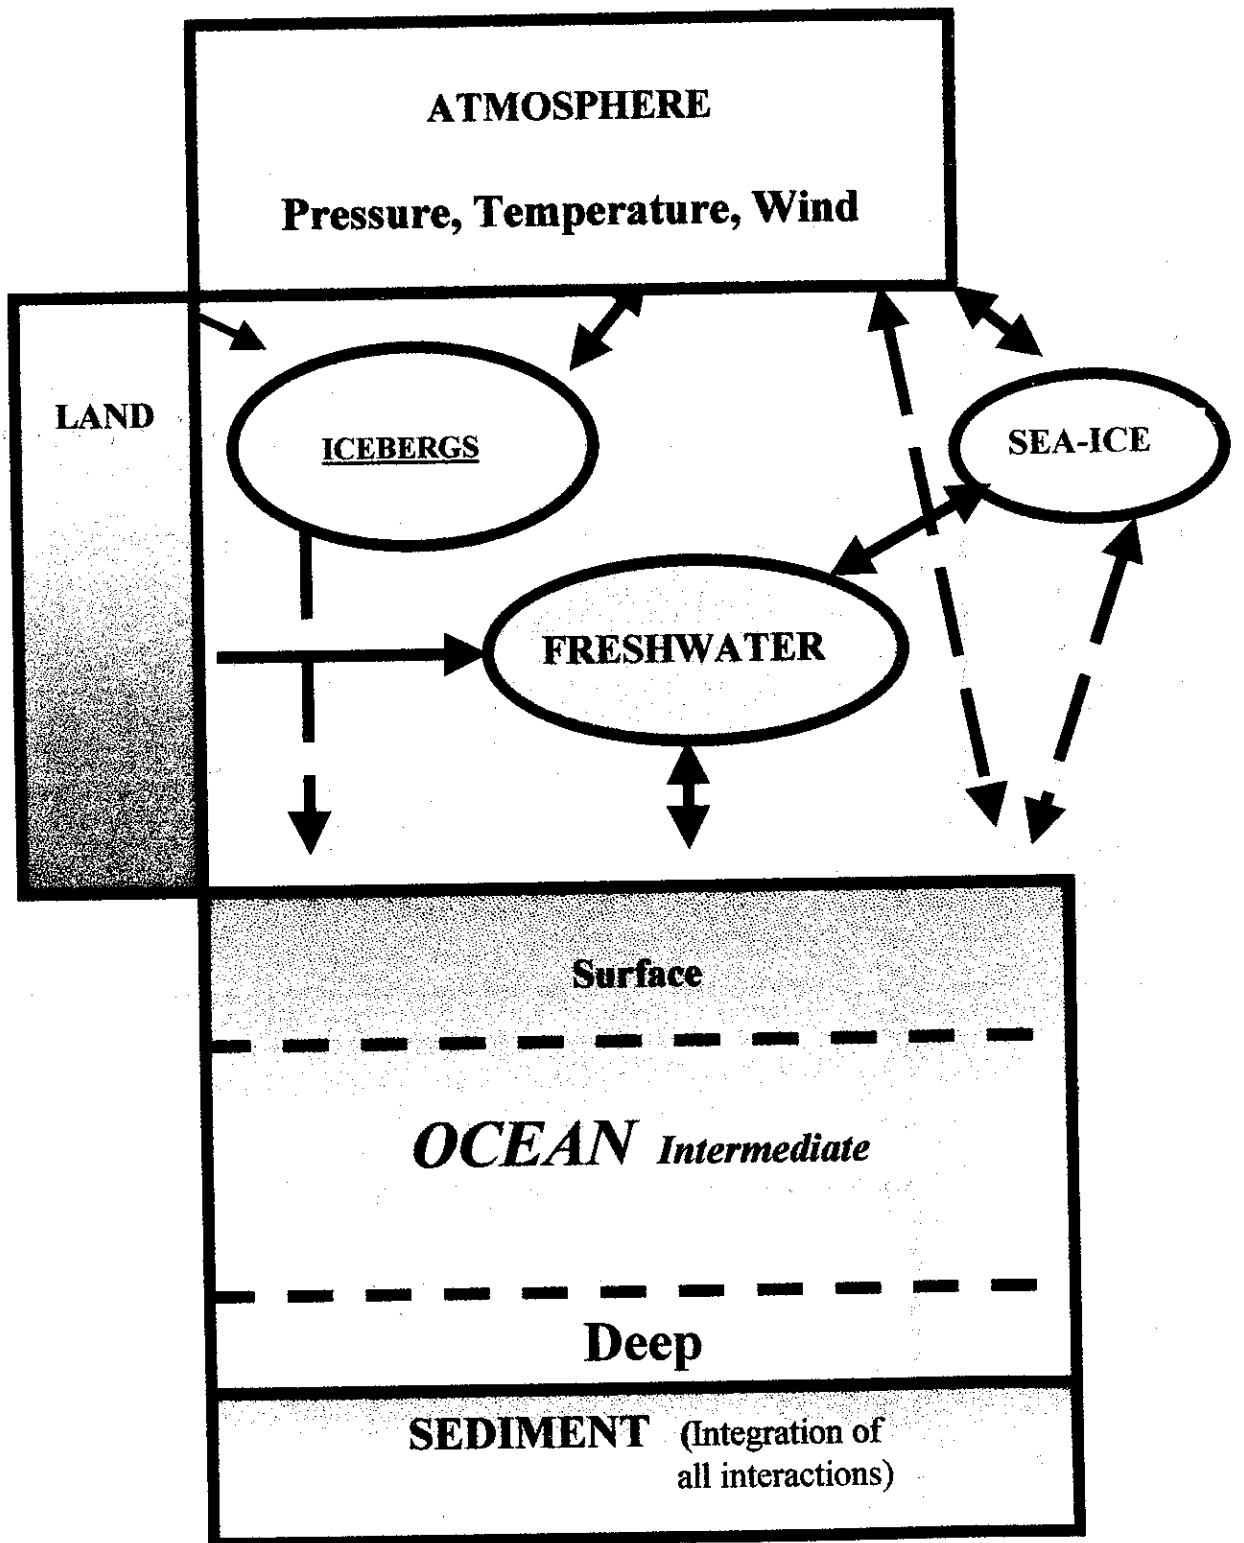 ATMOSPHERE
Pressure, Temperature, Wind
LAND
ICEBERGS
SEA-ICE
FRESHWATER
Surface
OCEAN Intermediate
Deep
SEDIMENT (Integration of
all interactions)